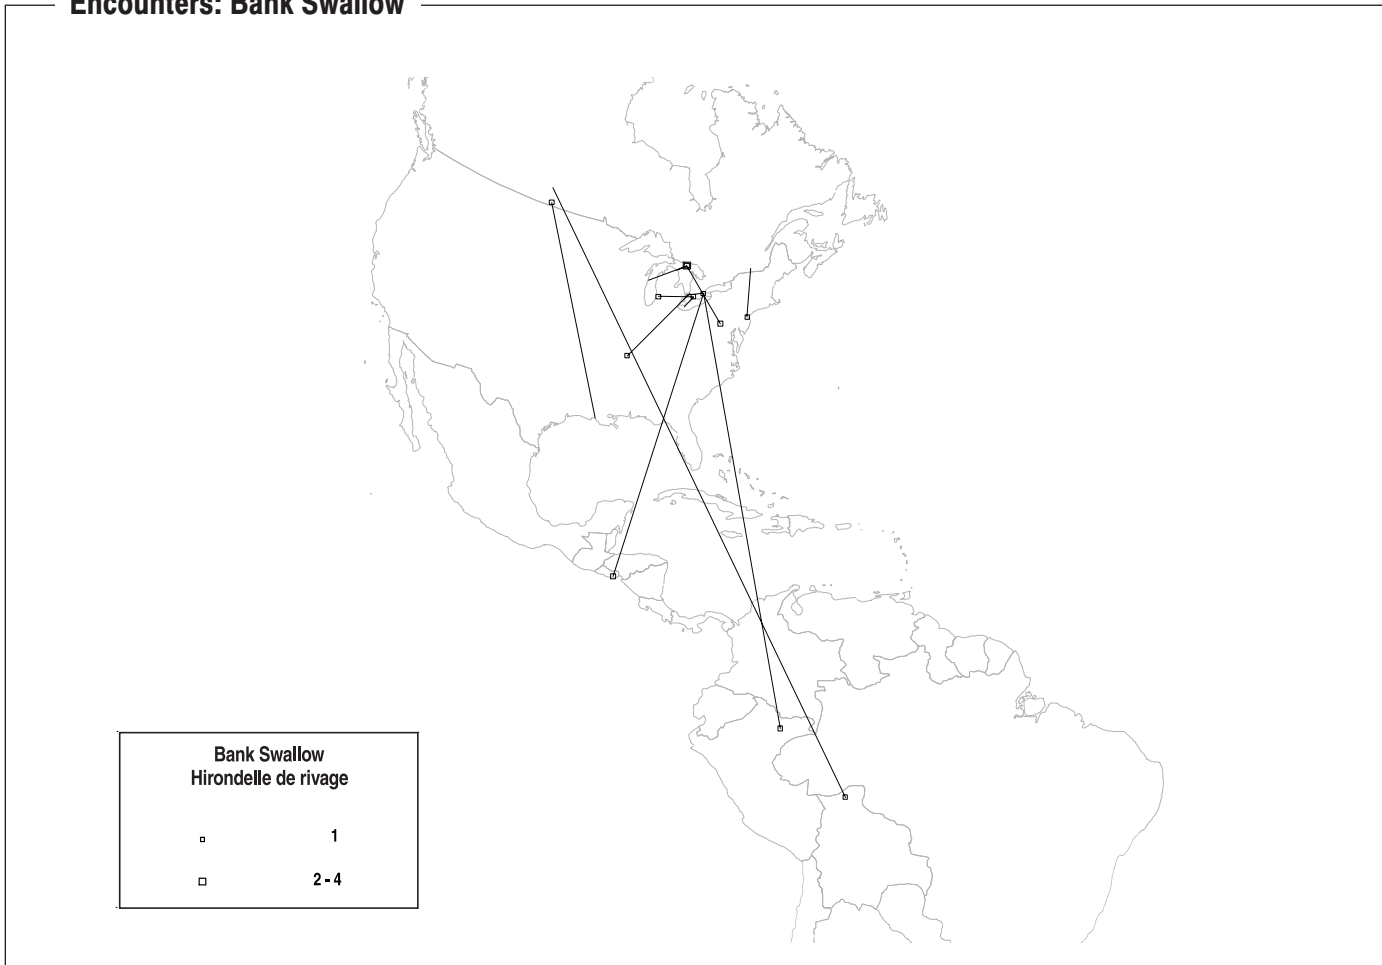 Encounters: Bank Swallow
Bank Swallow
Hirondelle de rivage
1
2 - 4